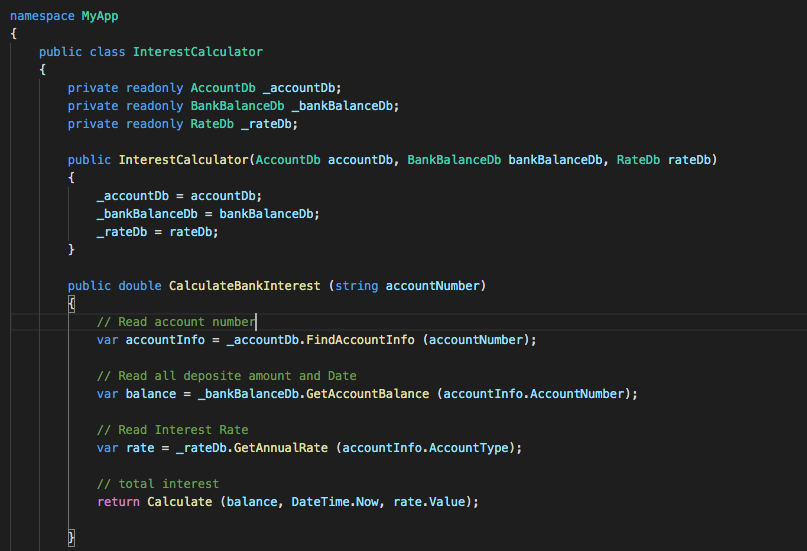 namespace MyApp
{
public class InterestCalculator
{
private readonly AccountDb _accountDb;
private readonly BankBalanceDb _bankBalanceDb;
private readonly RateDb _rateDb;
public InterestCalculator(AccountDb accountDb, BankBalanceDb bankBalanceDb, RateDb rateDb)
{
_accountDb = accountDb;
_bankBalanceDb = bankBalanceDb;
_rateDb = rateDb;
}
public double CalculateBankInterest (string accountNumber)
{
// Read account number
var accountInfo = _accountDb.FindAccountInfo (accountNumber);
// Read all deposite amount and Date
var balance = _bankBalanceDb.GetAccountBalance (accountInfo.AccountNumber);
// Read Interest Rate
var rate = _rateDb.GetAnnualRate (accountInfo.AccountType);
// total interest
return Calculate (balance, DateTime.Now, rate.Value);
}